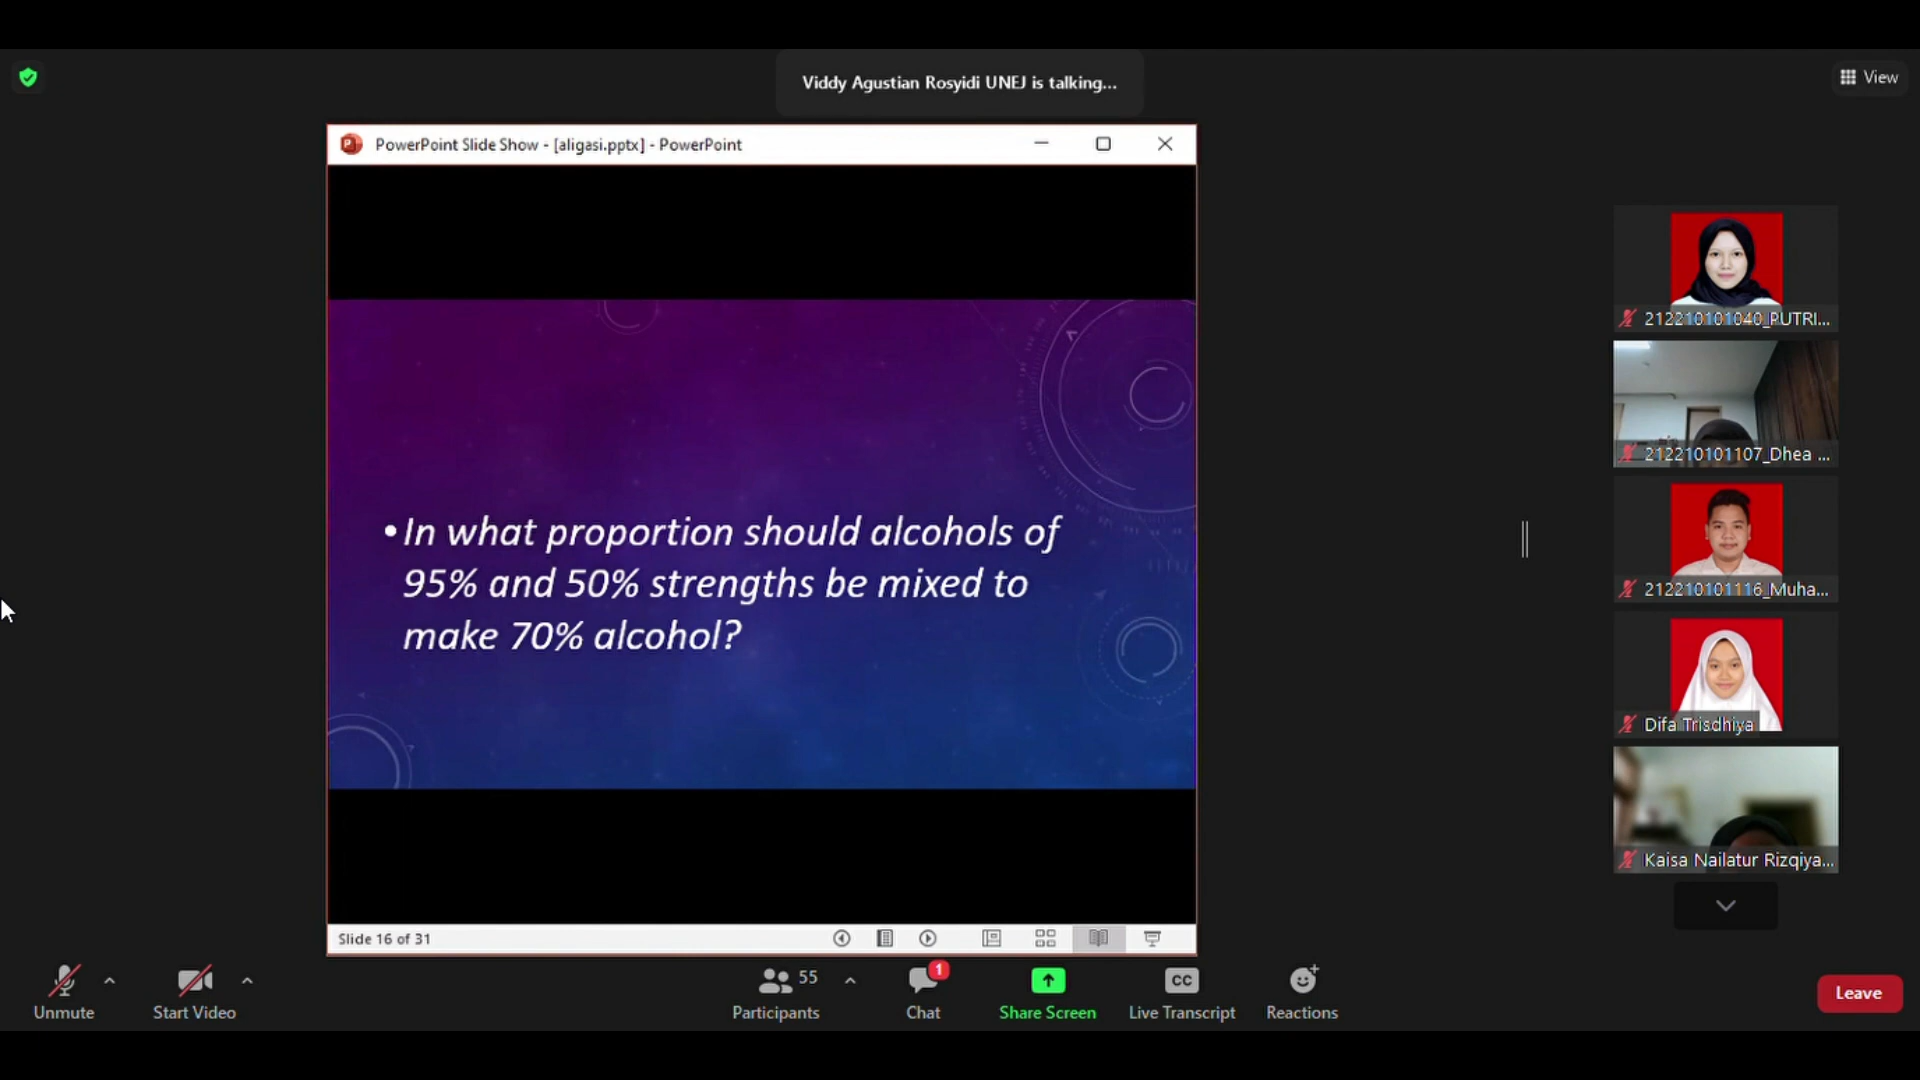 Viddy Agustian Rosyidi UNEJ is talking...
View
PowerPoint Slide Show - [aligasi.pptx] - PowerPoint
• In what proportion should alcohols of
95% and 50% strengths be mixed to
make 70% alcohol?
Slide 16 of 31
212210101040_PUTRI...
212210101107_Dhea ...
212210101116_Muha...
Difa Trisdhiya
Kaisa Nailatur Rizqiya...
Unmute
Start Video
55
Participants
1
Chat
Share Screen
CC
Live Transcript
Reactions
Leave